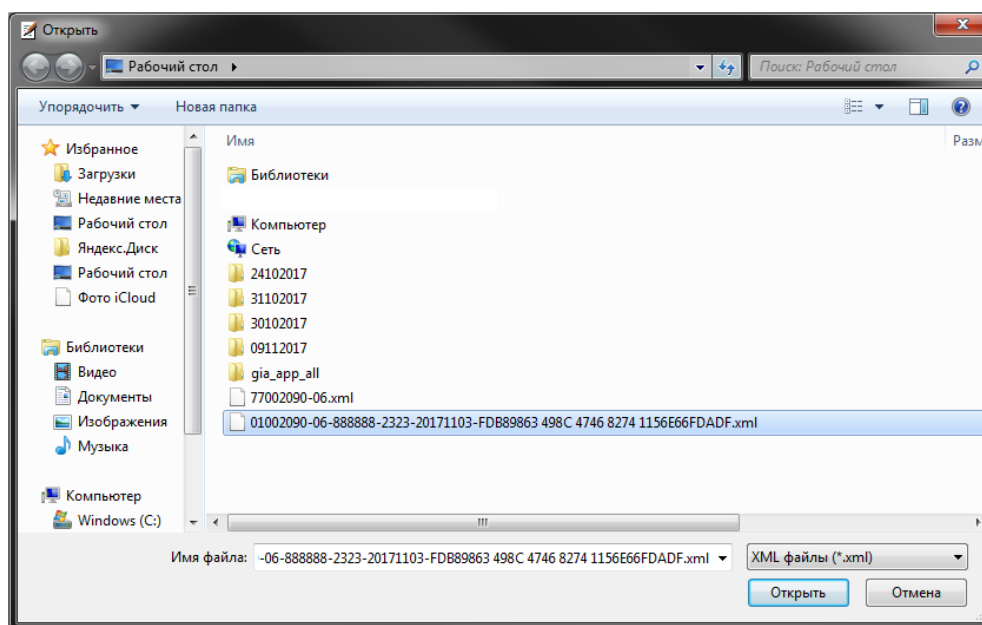 Открыть
Рабочий стол
Поиск: Рабочий стол
Упорядочить
Новая папка
Избранное
Загрузки
Недавние места
Рабочий стол
Яндекс.Диск
Рабочий стол
Фото iCloud
Библиотеки
Видео
Документы
Изображения
Музыка
Компьютер
Windows (C:)
Имя
Разм
Библиотеки
Компьютер
Сеть
24102017
31102017
30102017
09112017
gia_app_all
77002090-06.xml
01002090-06-888888-2323-20171103-FDB89863 498C 4746 8274 1156E66FDADF.xml
Имя файла:
-06-888888-2323-20171103-FDB89863 498C 4746 8274 1156E66FDADF.xml
XML файлы (*.xml)
Открыть
Отмена